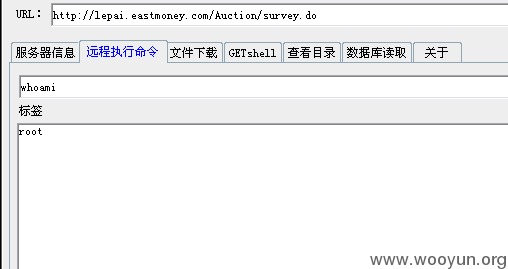 URL: http://lepai.eastmoney.com/Auction/survey.do
服务器信息 远程执行命令 文件下载 GETshell 查看目录 数据库读取 关于
whoami
标签
root
www.wooyun.org